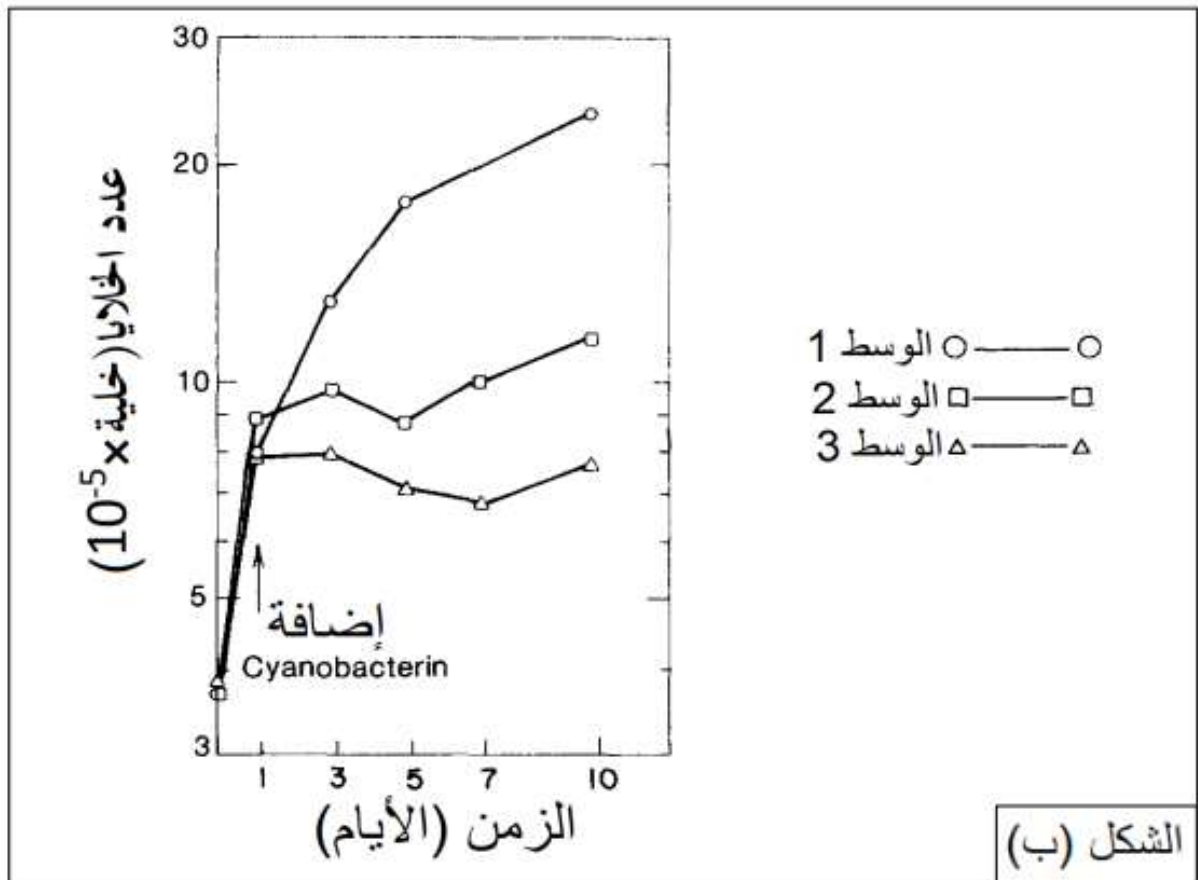 30
20
10
5
3
عدد الخلايا (خلية × 10⁻⁵)
إضافة
Cyanobacterin
1 3 5 7 10
الزمن (الأيام)
الوسط 1
الوسط 2
الوسط 3
الشكل (ب)